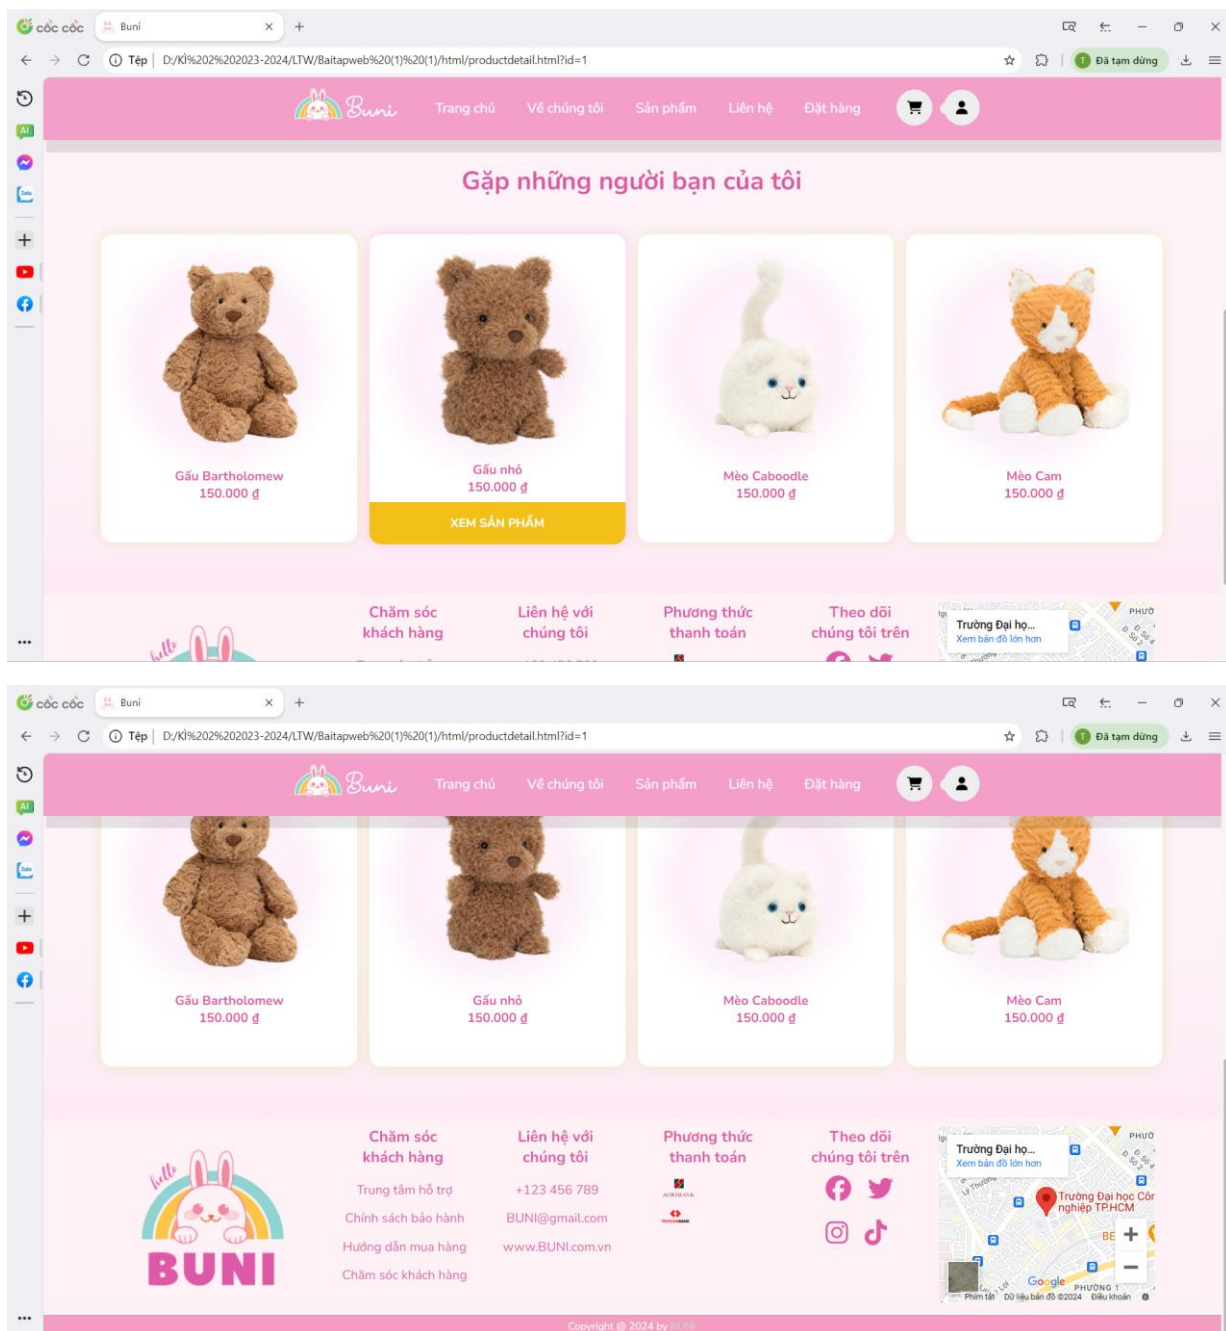 cốc cốc
Buni
Tệp
D:/KÌ%202%202023-2024/LTW/Baitapweb%20(1)%20(1)/html/productdetail.html?id=1
T
Đã tạm dừng
AI
Zalo
Buni
Trang chủ
Về chúng tôi
Sản phẩm
Liên hệ
Đặt hàng
Gặp những người bạn của tôi
Gấu Bartholomew
150.000 ₫
Gấu nhỏ
150.000 ₫
XEM SẢN PHẨM
Mèo Caboodle
150.000 ₫
Mèo Cam
150.000 ₫
hello
Chăm sóc
khách hàng
Liên hệ với
chúng tôi
Phương thức
thanh toán
Theo dõi
chúng tôi trên
Trường Đại họ...
Xem bản đồ lớn hơn
PHƯỜ
cốc cốc
Buni
Tệp
D:/KÌ%202%202023-2024/LTW/Baitapweb%20(1)%20(1)/html/productdetail.html?id=1
T
Đã tạm dừng
AI
Zalo
Buni
Trang chủ
Về chúng tôi
Sản phẩm
Liên hệ
Đặt hàng
Gấu Bartholomew
150.000 ₫
Gấu nhỏ
150.000 ₫
Mèo Caboodle
150.000 ₫
Mèo Cam
150.000 ₫
hello
BUNI
Chăm sóc
khách hàng
Trung tâm hỗ trợ
Chính sách bảo hành
Hướng dẫn mua hàng
Chăm sóc khách hàng
Liên hệ với
chúng tôi
+123 456 789
BUNI@gmail.com
www.BUNI.com.vn
Phương thức
thanh toán
AGRIBANK
Theo dõi
chúng tôi trên
Trường Đại họ...
Xem bản đồ lớn hơn
PHƯỜ
Trường Đại học Côn
nghiệp TP.HCM
Google
PHƯỜNG 1
Phím tắt
Dữ liệu bản đồ ©2024
Điều khoản
Copyright @ 2024 by BUNI